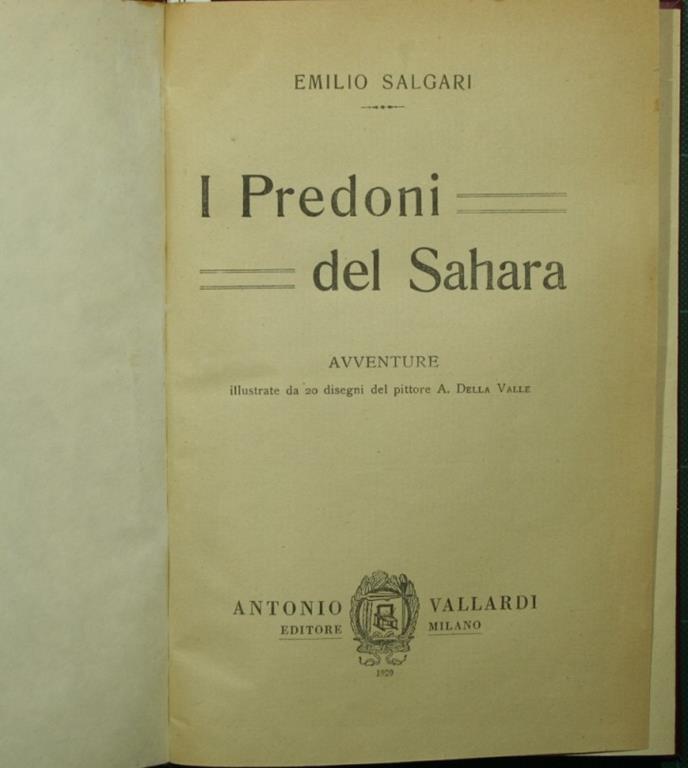 EMILIO SALGARI
I Predoni
del Sahara
AVVENTURE
illustrate da 20 disegni del pittore A. DELLA VALLE
ANTONIO VALLARDI
EDITORE MILANO
1929